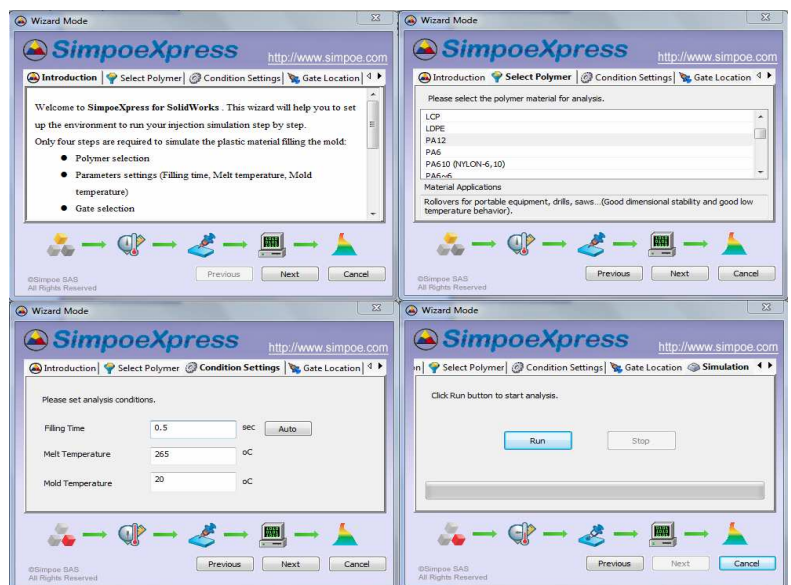 Wizard Mode
SimpoeXpress
http://www.simpoe.com
Introduction Select Polymer Condition Settings Gate Location
Welcome to SimpoeXpress for SolidWorks . This wizard will help you to set
up the environment to run your injection simulation step by step.
Only four steps are required to simulate the plastic material filling the mold:
● Polymer selection
● Parameters settings (Filling time, Melt temperature, Mold
temperature)
● Gate selection
Previous Next Cancel
©Simpoe SAS
All Rights Reserved
Wizard Mode
SimpoeXpress
http://www.simpoe.com
Introduction Select Polymer Condition Settings Gate Location
Please select the polymer material for analysis.
LCP
LDPE
PA12
PA6
PA610 (NYLON-6,10)
PA6~6
Material Applications
Rollovers for portable equipment, drills, saws...(Good dimensional stability and good low
temperature behavior).
Previous Next Cancel
©Simpoe SAS
All Rights Reserved
Wizard Mode
SimpoeXpress
http://www.simpoe.com
Introduction Select Polymer Condition Settings Gate Location
Please set analysis conditions.
Filling Time 0.5 sec Auto
Melt Temperature 265 oC
Mold Temperature 20 oC
Previous Next Cancel
©Simpoe SAS
All Rights Reserved
Wizard Mode
SimpoeXpress
http://www.simpoe.com
n Select Polymer Condition Settings Gate Location Simulation
Click Run button to start analysis.
Run Stop
Previous Next Cancel
©Simpoe SAS
All Rights Reserved